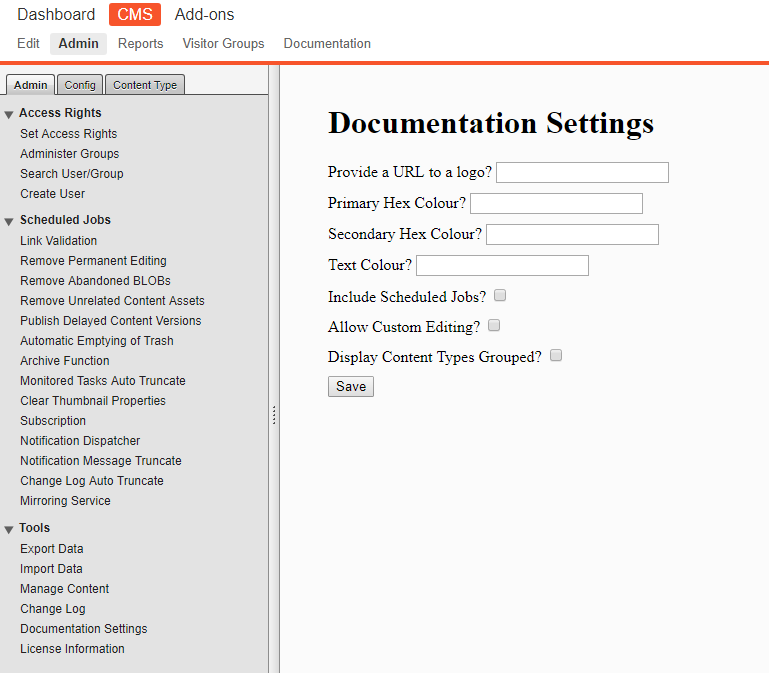 Dashboard CMS Add-ons
Edit Admin Reports Visitor Groups Documentation
Admin Config Content Type
Access Rights
Set Access Rights
Administer Groups
Search User/Group
Create User
Scheduled Jobs
Link Validation
Remove Permanent Editing
Remove Abandoned BLOBs
Remove Unrelated Content Assets
Publish Delayed Content Versions
Automatic Emptying of Trash
Archive Function
Monitored Tasks Auto Truncate
Clear Thumbnail Properties
Subscription
Notification Dispatcher
Notification Message Truncate
Change Log Auto Truncate
Mirroring Service
Tools
Export Data
Import Data
Manage Content
Change Log
Documentation Settings
License Information
Documentation Settings
Provide a URL to a logo?
Primary Hex Colour?
Secondary Hex Colour?
Text Colour?
Include Scheduled Jobs?
Allow Custom Editing?
Display Content Types Grouped?
Save